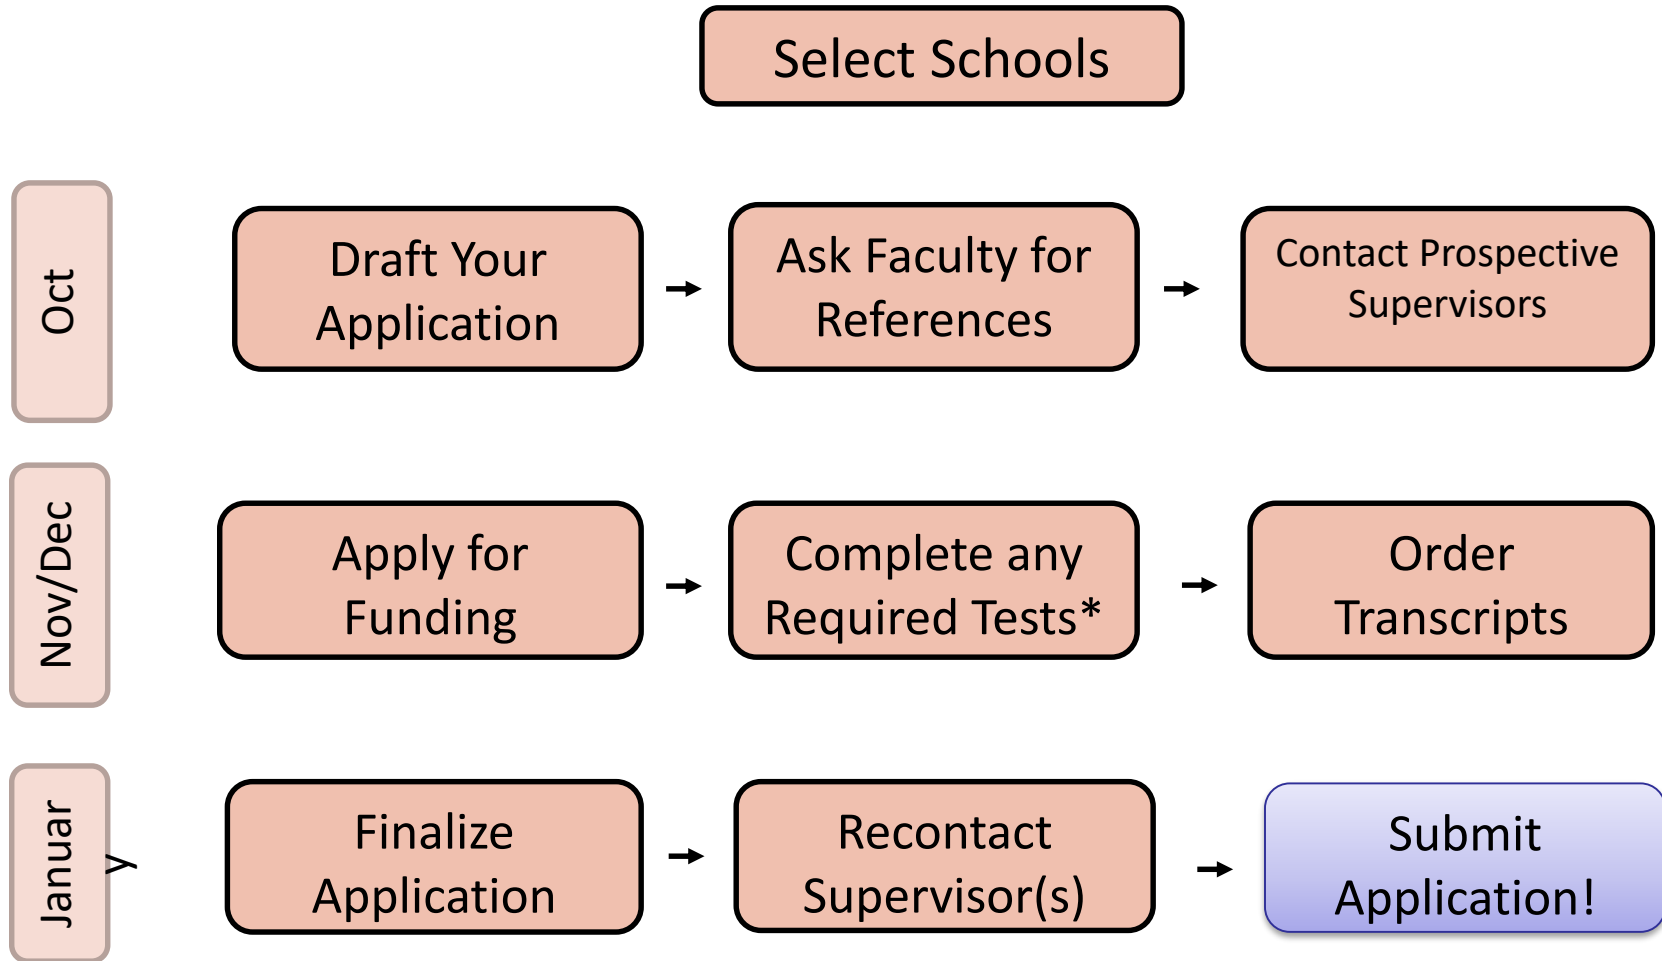 Select Schools
Oct
Draft Your
Application
Ask Faculty for
References
Contact Prospective
Supervisors
Nov/Dec
Apply for
Funding
Complete any
Required Tests*
Order
Transcripts
Januar
y
Finalize
Application
Recontact
Supervisor(s)
Submit
Application!